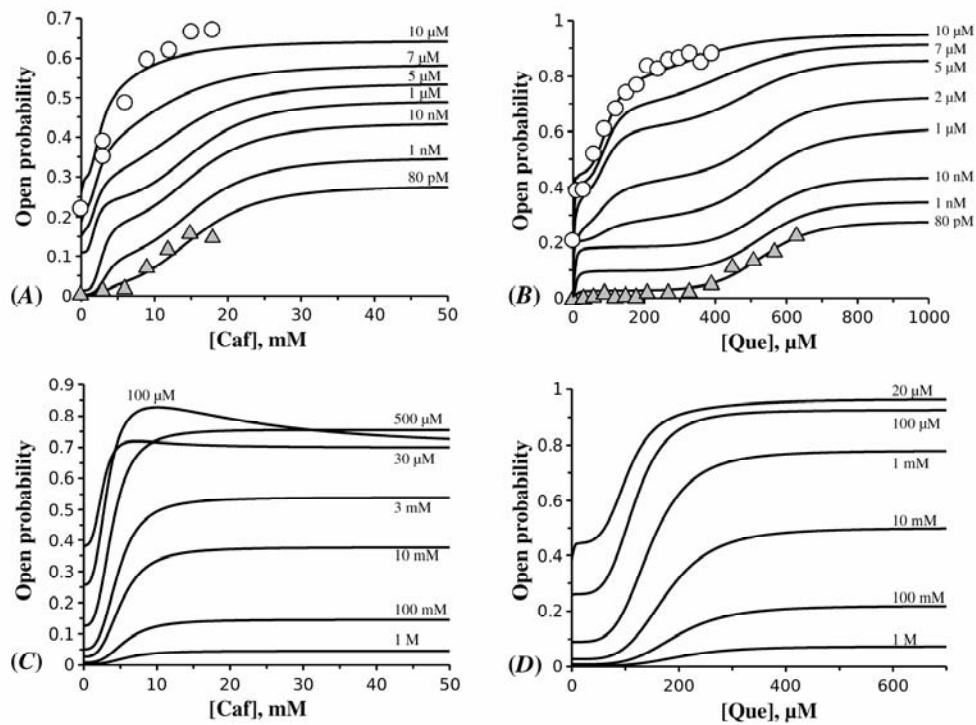 0.7
0.6
0.5
0.4
0.3
0.2
0.1
0
Open probability
10 µM
7 µM
5 µM
1 µM
10 nM
1 nM
80 pM
0 10 20 30 40 50
(A) [Caf], mM
1
0.8
0.6
0.4
0.2
0
Open probability
10 µM
7 µM
5 µM
2 µM
1 µM
10 nM
1 nM
80 pM
0 200 400 600 800 1000
(B) [Que], µM
0.9
0.8
0.7
0.6
0.5
0.4
0.3
0.2
0.1
0
Open probability
100 µM
500 µM
30 µM
3 mM
10 mM
100 mM
1 M
0 10 20 30 40 50
(C) [Caf], mM
1
0.8
0.6
0.4
0.2
0
Open probability
20 µM
100 µM
1 mM
10 mM
100 mM
1 M
0 200 400 600
(D) [Que], µM